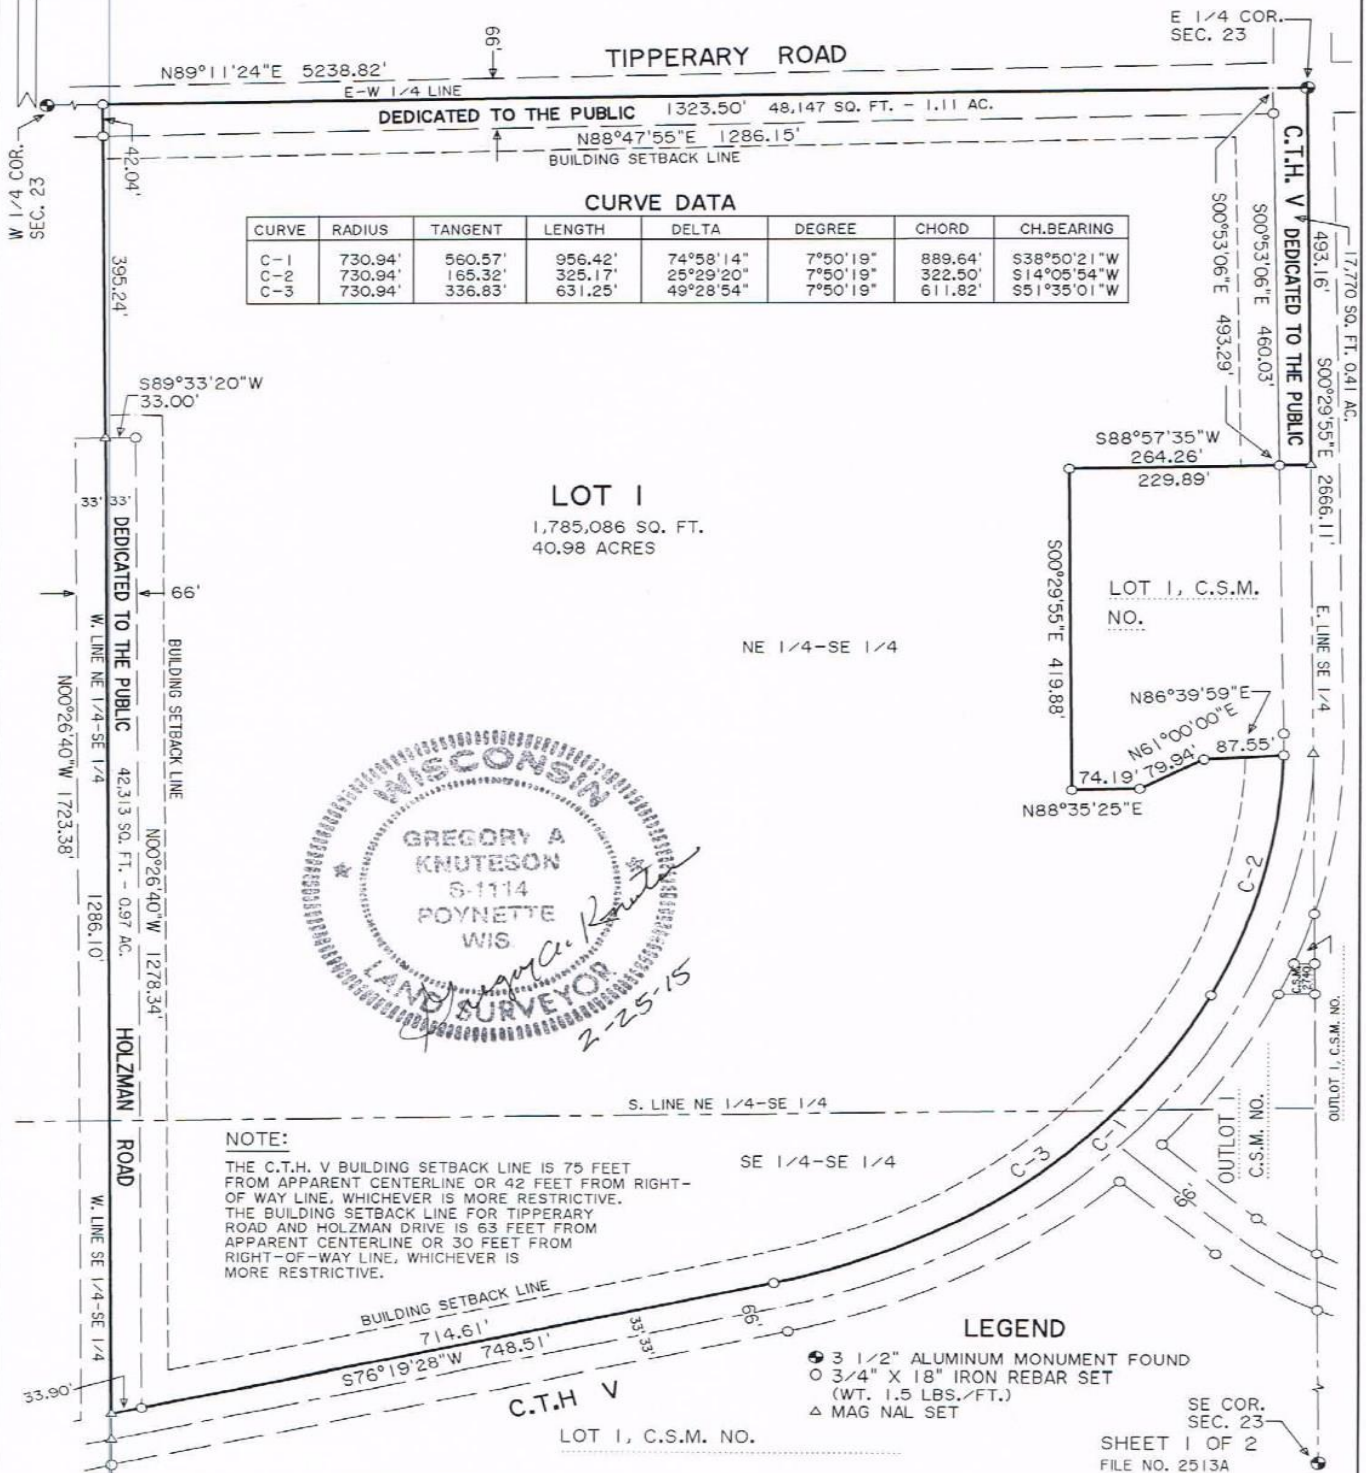 E 1/4 COR.
SEC. 23
66'
TIPPERARY ROAD
N89°11'24"E 5238.82'
E-W 1/4 LINE
DEDICATED TO THE PUBLIC 1323.50' 48,147 SQ. FT. - 1.11 AC.
N88°47'55"E 1286.15'
BUILDING SETBACK LINE
W 1/4 COR.
SEC. 23
42.04'
395.24'
CURVE DATA
CURVE RADIUS TANGENT LENGTH DELTA DEGREE CHORD CH.BEARING
C-1 730.94' 560.57' 956.42' 74°58'14" 7°50'19" 889.64' S38°50'21"W
C-2 730.94' 165.32' 325.17' 25°29'20" 7°50'19" 322.50' S14°05'54"W
C-3 730.94' 336.83' 631.25' 49°28'54" 7°50'19" 611.82' S51°35'01"W
S00°53'06"E 493.29'
S00°53'06"E 460.03'
C.T.H. V DEDICATED TO THE PUBLIC
493.16'
17,770 SQ. FT. 0.41 AC.
S00°29'55"E 2666.11'
S89°33'20"W
33.00'
S88°57'35"W
264.26'
229.89'
LOT 1
1,785,086 SQ. FT.
40.98 ACRES
33' 33'
66'
DEDICATED TO THE PUBLIC 42,313 SQ. FT. - 0.97 AC. HOLZMAN ROAD
W. LINE NE 1/4-SE 1/4
N00°26'40"W 1723.38'
1286.10'
BUILDING SETBACK LINE
N00°26'40"W 1278.34'
S00°29'55"E 419.88'
LOT 1, C.S.M.
NO.
E. LINE SE 1/4
NE 1/4-SE 1/4
N86°39'59"E
N61°00'00"E
87.55'
74.19' 79.94'
N88°35'25"E
WISCONSIN
GREGORY A
KNUTESON
S-1114
POYNETTE
WIS.
LAND SURVEYOR
Gregory A. Knuteson
2-25-15
C-2
OUTLOT 1, C.S.M. NO.
OUTLOT 1
C.S.M. NO.
S. LINE NE 1/4-SE 1/4
SE 1/4-SE 1/4
C-1
C-3
66'
NOTE:
THE C.T.H. V BUILDING SETBACK LINE IS 75 FEET
FROM APPARENT CENTERLINE OR 42 FEET FROM RIGHT-
OF WAY LINE, WHICHEVER IS MORE RESTRICTIVE.
THE BUILDING SETBACK LINE FOR TIPPERARY
ROAD AND HOLZMAN DRIVE IS 63 FEET FROM
APPARENT CENTERLINE OR 30 FEET FROM
RIGHT-OF-WAY LINE, WHICHEVER IS
MORE RESTRICTIVE.
W. LINE SE 1/4-SE 1/4
BUILDING SETBACK LINE
714.61'
S76°19'28"W 748.51'
33' 33'
66'
33.90'
C.T.H V
LOT 1, C.S.M. NO.
LEGEND
3 1/2" ALUMINUM MONUMENT FOUND
3/4" X 18" IRON REBAR SET
(WT. 1.5 LBS./FT.)
MAG NAL SET
SE COR.
SEC. 23
SHEET 1 OF 2
FILE NO. 2513A